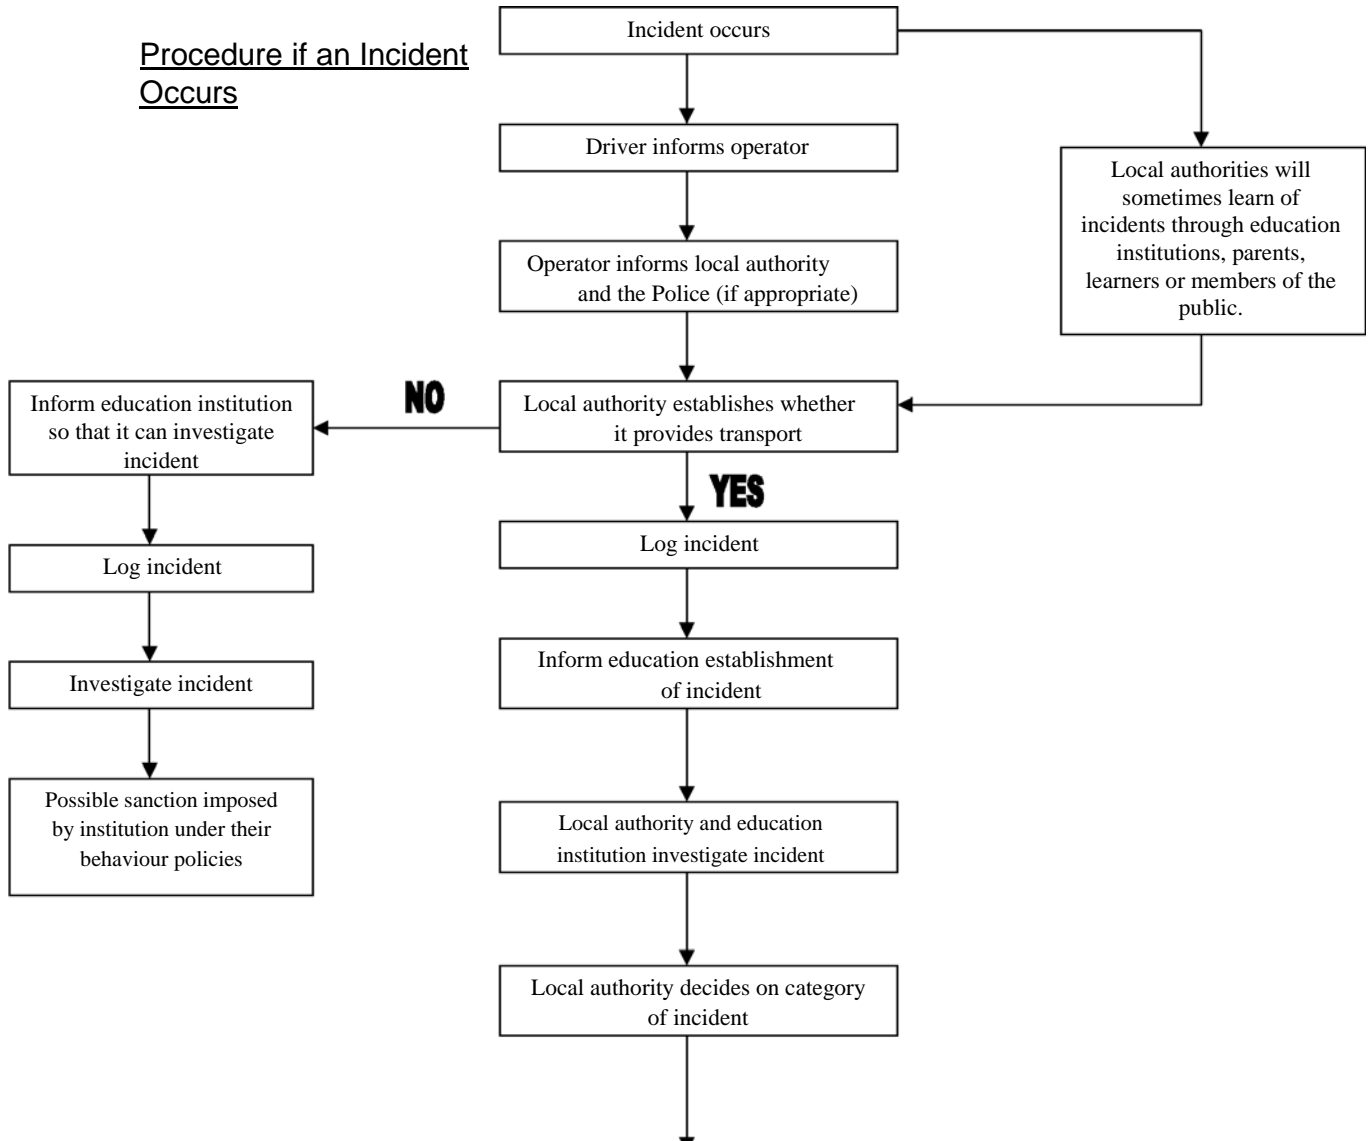 Procedure if an Incident
Occurs
Incident occurs
Driver informs operator
Local authorities will
sometimes learn of
incidents through education
institutions, parents,
learners or members of the
public.
Operator informs local authority
and the Police (if appropriate)
Local authority establishes whether
it provides transport
NO
Inform education institution
so that it can investigate
incident
Log incident
Investigate incident
Possible sanction imposed
by institution under their
behaviour policies
YES
Log incident
Inform education establishment
of incident
Local authority and education
institution investigate incident
Local authority decides on category
of incident